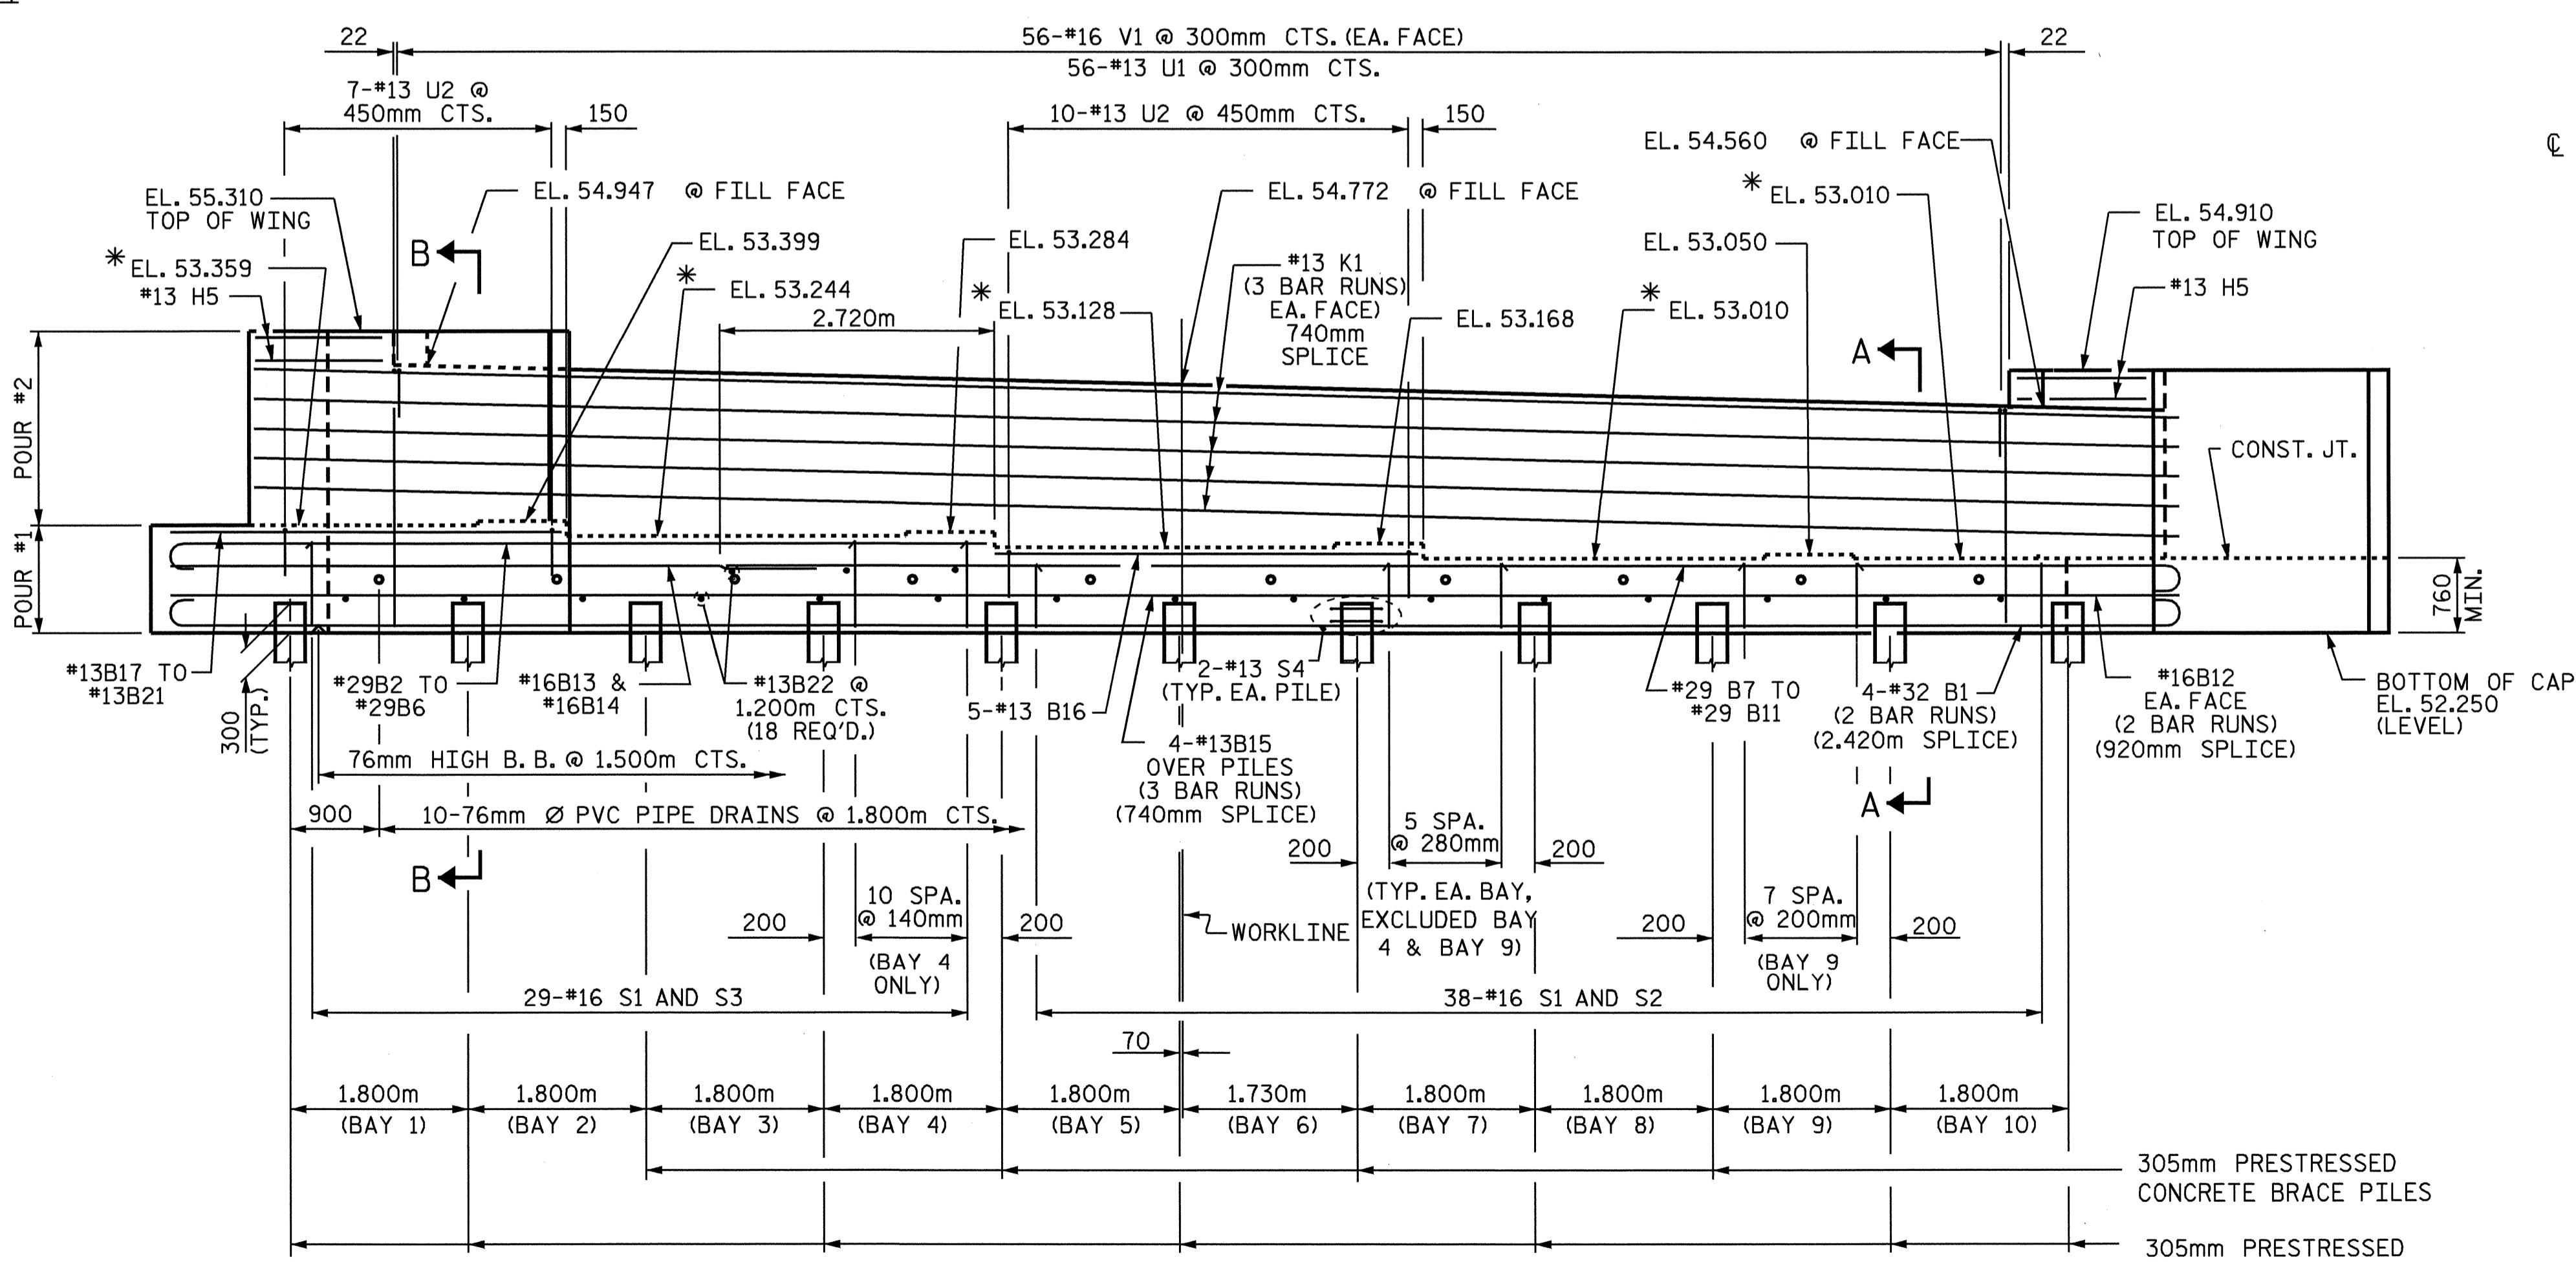 22
56-#16 V1 @ 300mm CTS. (EA. FACE)
22
56-#13 U1 @ 300mm CTS.
7-#13 U2 @
450mm CTS.
150
10-#13 U2 @ 450mm CTS.
150
EL. 54.560 @ FILL FACE
℄
EL. 55.310
TOP OF WING
EL. 54.947 @ FILL FACE
EL. 54.772 @ FILL FACE
* EL. 53.010
EL. 54.910
TOP OF WING
B
EL. 53.399
EL. 53.284
EL. 53.050
* EL. 53.359
#13 H5
* EL. 53.244
* EL. 53.128
#13 K1
(3 BAR RUNS)
EA. FACE)
740mm
SPLICE
* EL. 53.010
#13 H5
2.720m
EL. 53.168
A
POUR #2
CONST. JT.
POUR #1
760
MIN.
#13B17 TO
#13B21
300
(TYP.)
#29B2 TO
#29B6
#16B13 &
#16B14
#13B22 @
1.200m CTS.
(18 REQ'D.)
5-#13 B16
2-#13 S4
(TYP. EA. PILE)
4-#13B15
OVER PILES
(3 BAR RUNS)
(740mm SPLICE)
#29 B7 TO
#29 B11
4-#32 B1
(2 BAR RUNS)
(2.420m SPLICE)
#16B12
EA. FACE
(2 BAR RUNS)
(920mm SPLICE)
BOTTOM OF CAP
EL. 52.250
(LEVEL)
76mm HIGH B. B. @ 1.500m CTS.
900
10-76mm Ø PVC PIPE DRAINS @ 1.800m CTS.
A
B
200
5 SPA.
@ 280mm
200
(TYP. EA. BAY,
EXCLUDED BAY
4 & BAY 9)
200
10 SPA.
@ 140mm
200
(BAY 4
ONLY)
WORKLINE
200
7 SPA.
@ 200mm
200
(BAY 9
ONLY)
29-#16 S1 AND S3
38-#16 S1 AND S2
70
1.800m
(BAY 1)
1.800m
(BAY 2)
1.800m
(BAY 3)
1.800m
(BAY 4)
1.800m
(BAY 5)
1.730m
(BAY 6)
1.800m
(BAY 7)
1.800m
(BAY 8)
1.800m
(BAY 9)
1.800m
(BAY 10)
305mm PRESTRESSED
CONCRETE BRACE PILES
305mm PRESTRESSED